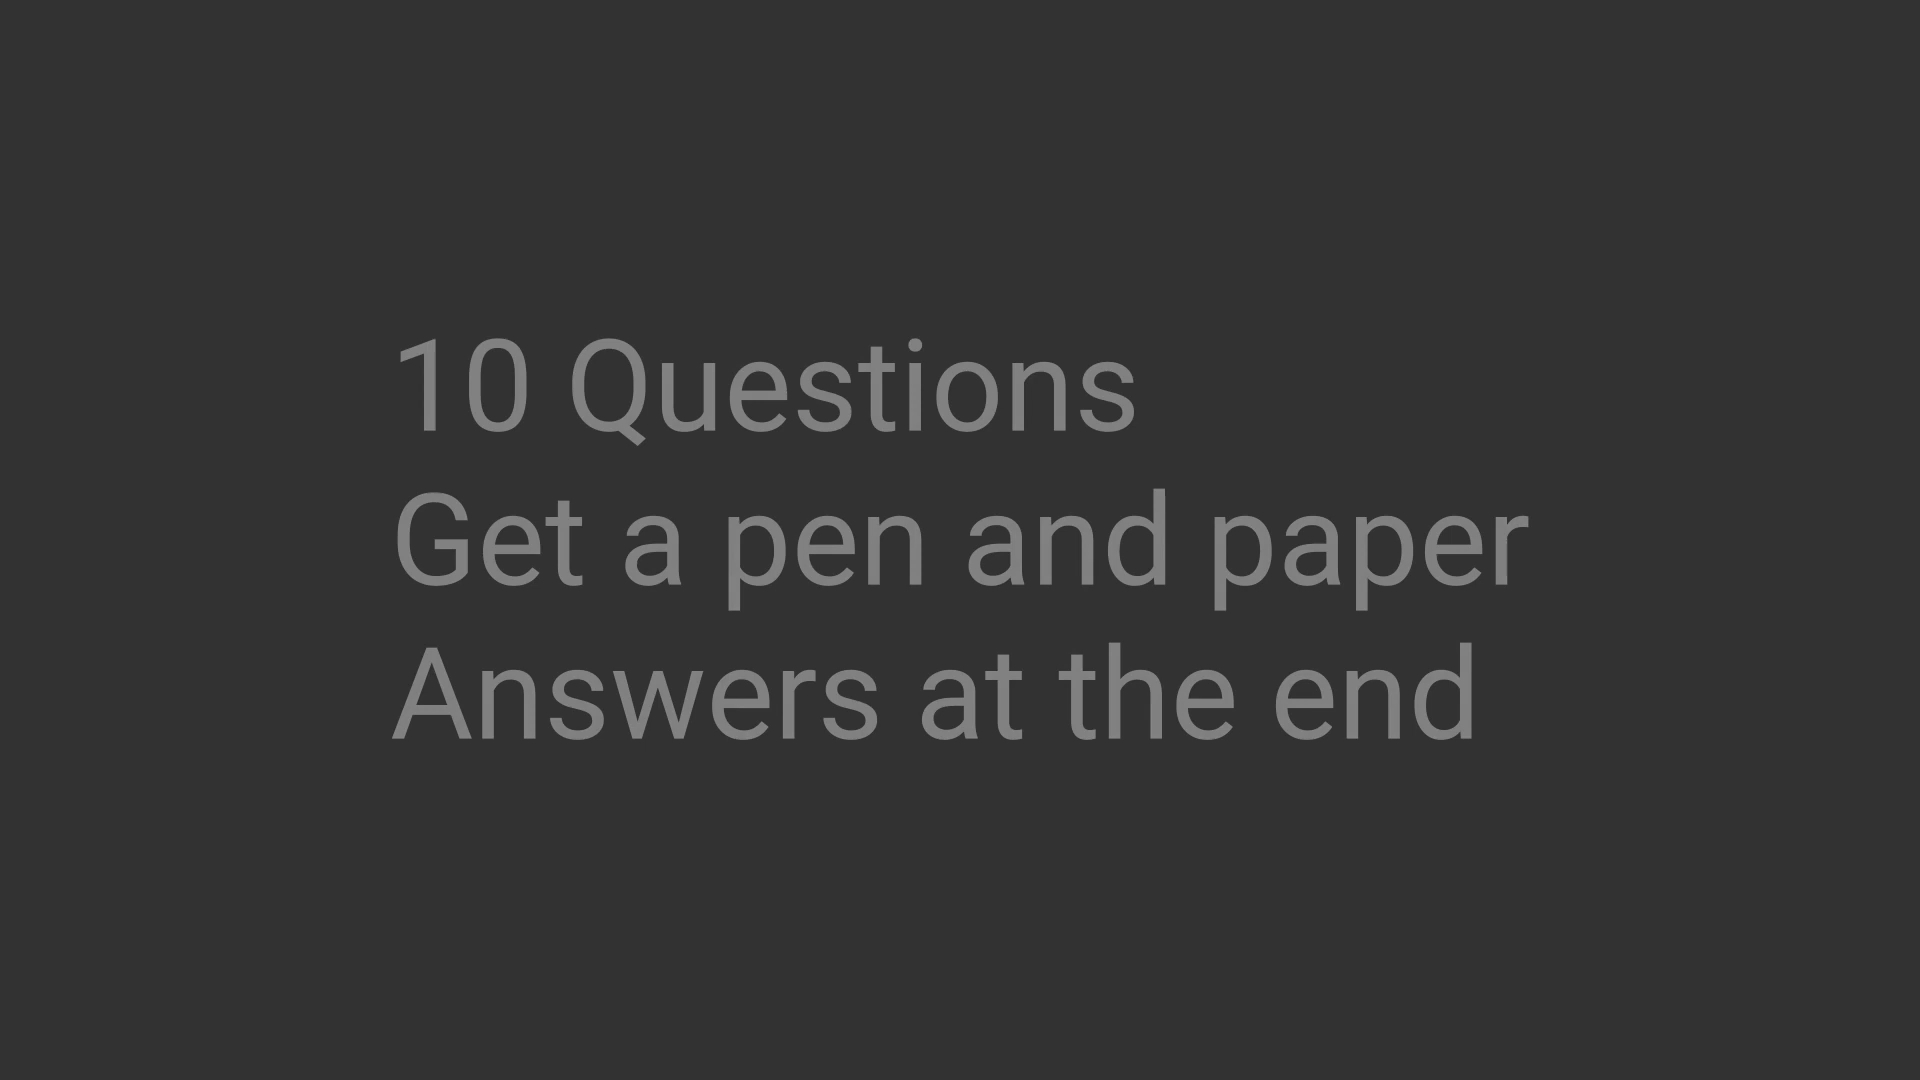 10 Questions
Get a pen and paper
Answers at the end